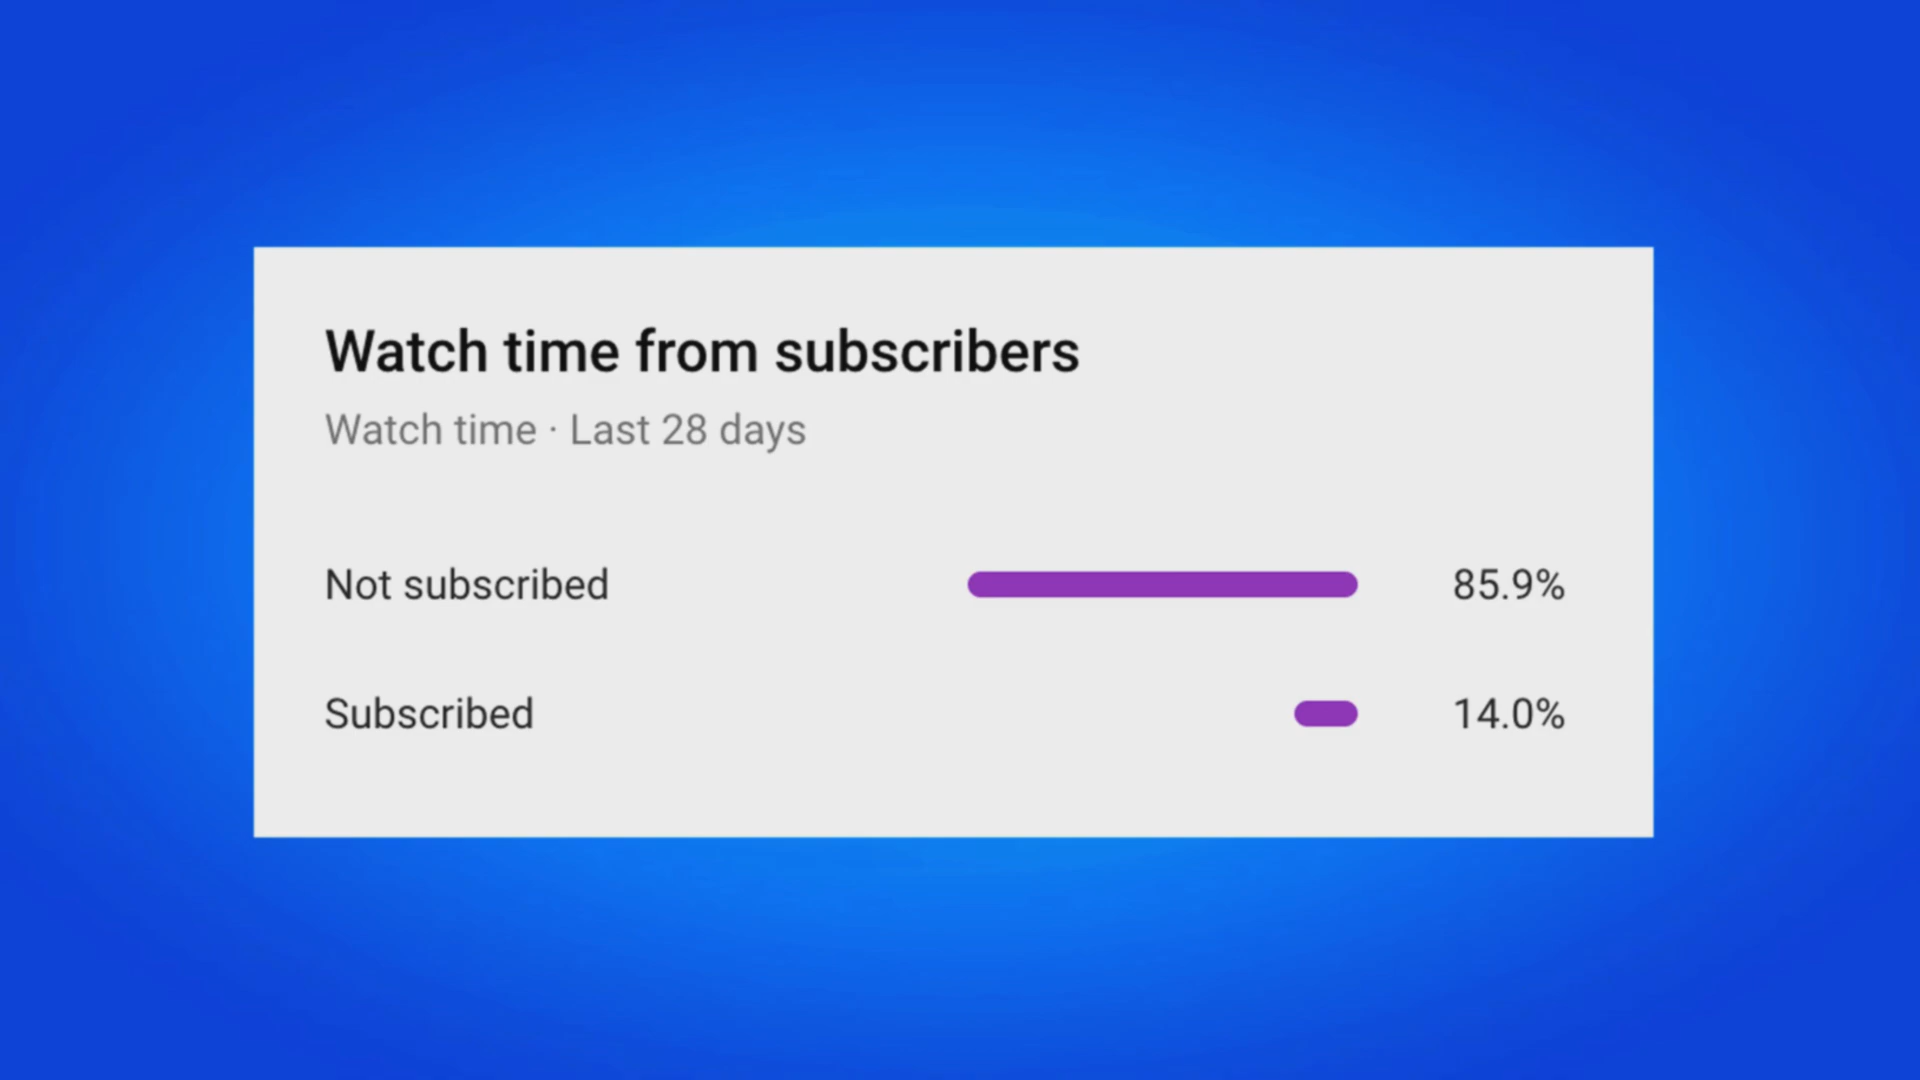 Watch time from subscribers
Watch time · Last 28 days
Not subscribed 85.9%
Subscribed 14.0%